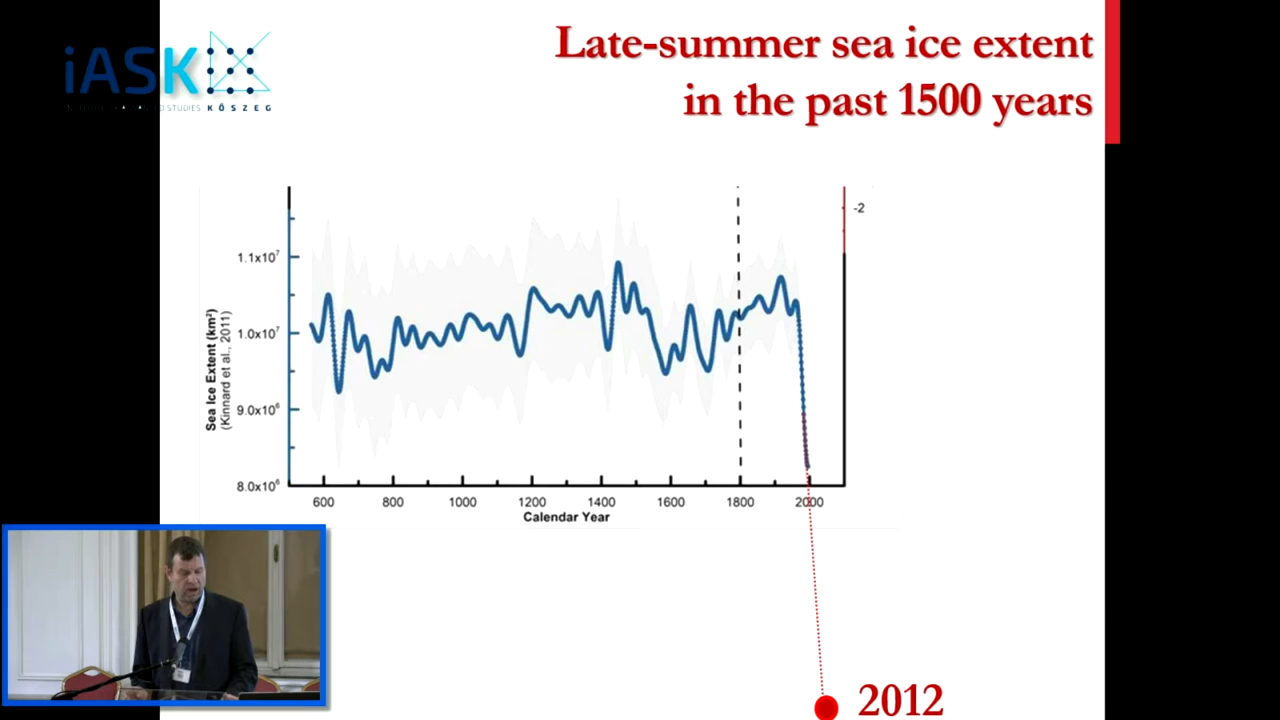 iASK
Late-summer sea ice extent
in the past 1500 years
STUDIES KŐSZEG
-2
1.1x10⁷
1.0x10⁷
9.0x10⁶
8.0x10⁶
Sea Ice Extent (km²)
(Kinnard et al., 2011)
600 800 1000 1200 1400 1600 1800 2000
Calendar Year
2012